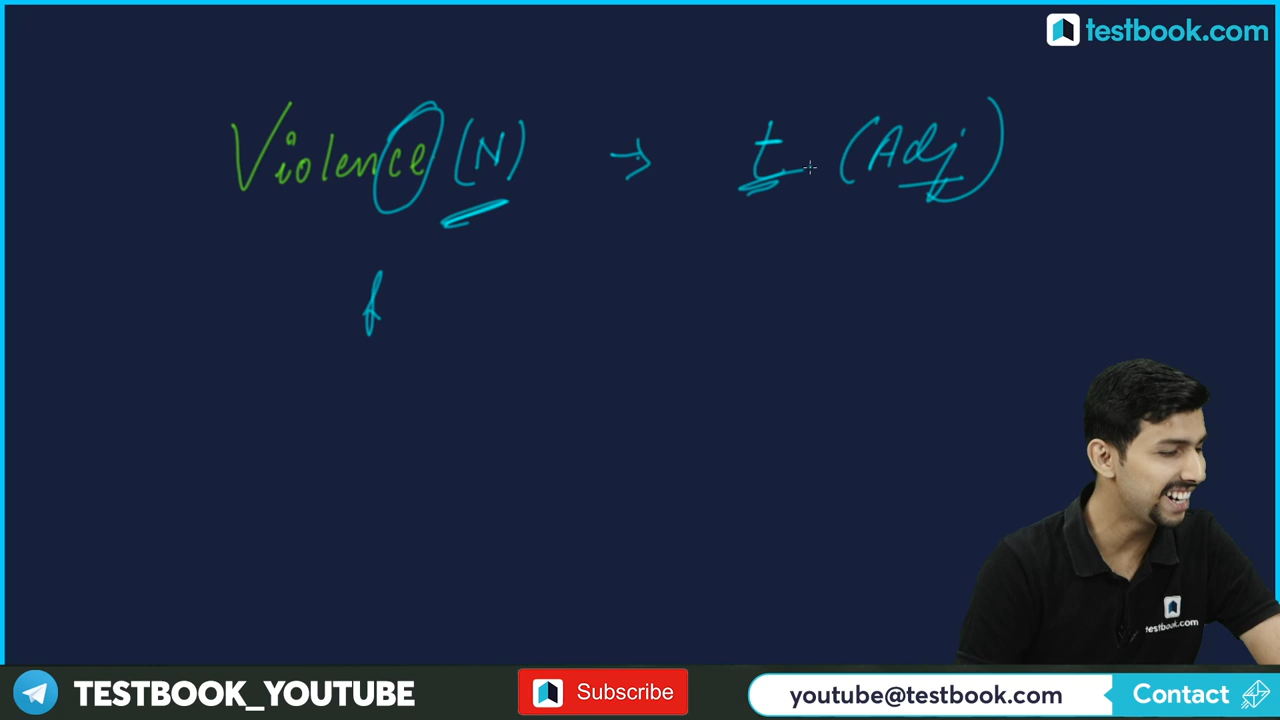 testbook.com
Violence (N) → t (Adj)
testbook.com
TESTBOOK_YOUTUBE
Subscribe
youtube@testbook.com
Contact